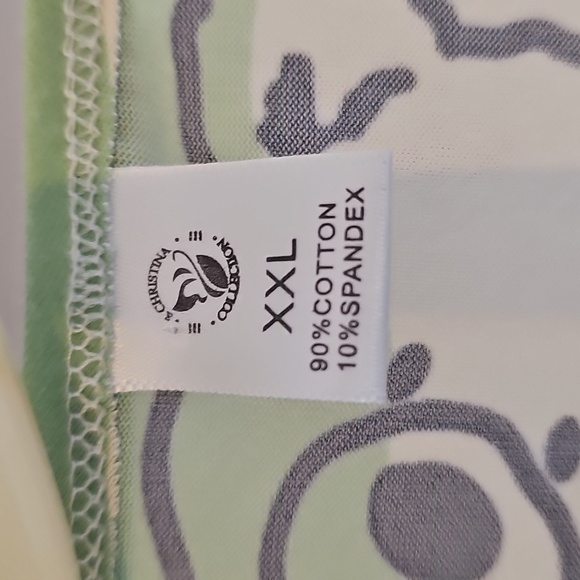 & CHRISTINA
COLLECTION
XXL
90%COTTON
10%SPANDEX